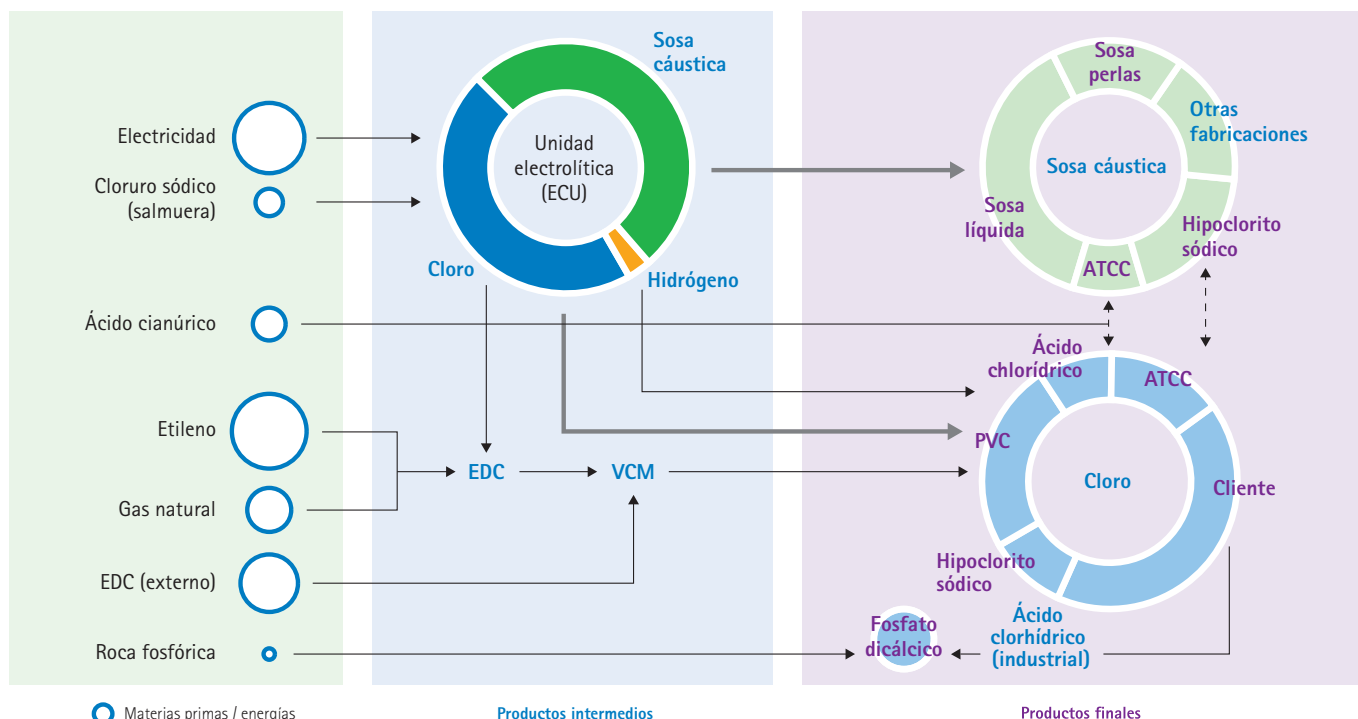 Electricidad
Cloruro sódico
(salmuera)
Ácido cianúrico
Etileno
Gas natural
EDC (externo)
Roca fosfórica
Materias primas / energías
Sosa
cáustica
Unidad
electrolítica
(ECU)
Cloro
Hidrógeno
EDC
VCM
Productos intermedios
Sosa
perlas
Otras
fabricaciones
Sosa cáustica
Sosa
líquida
Hipoclorito
sódico
ATCC
Ácido
chlorídrico
ATCC
PVC
Cloro
Cliente
Hipoclorito
sódico
Fosfato
dicálcico
Ácido
clorhídrico
(industrial)
Productos finales